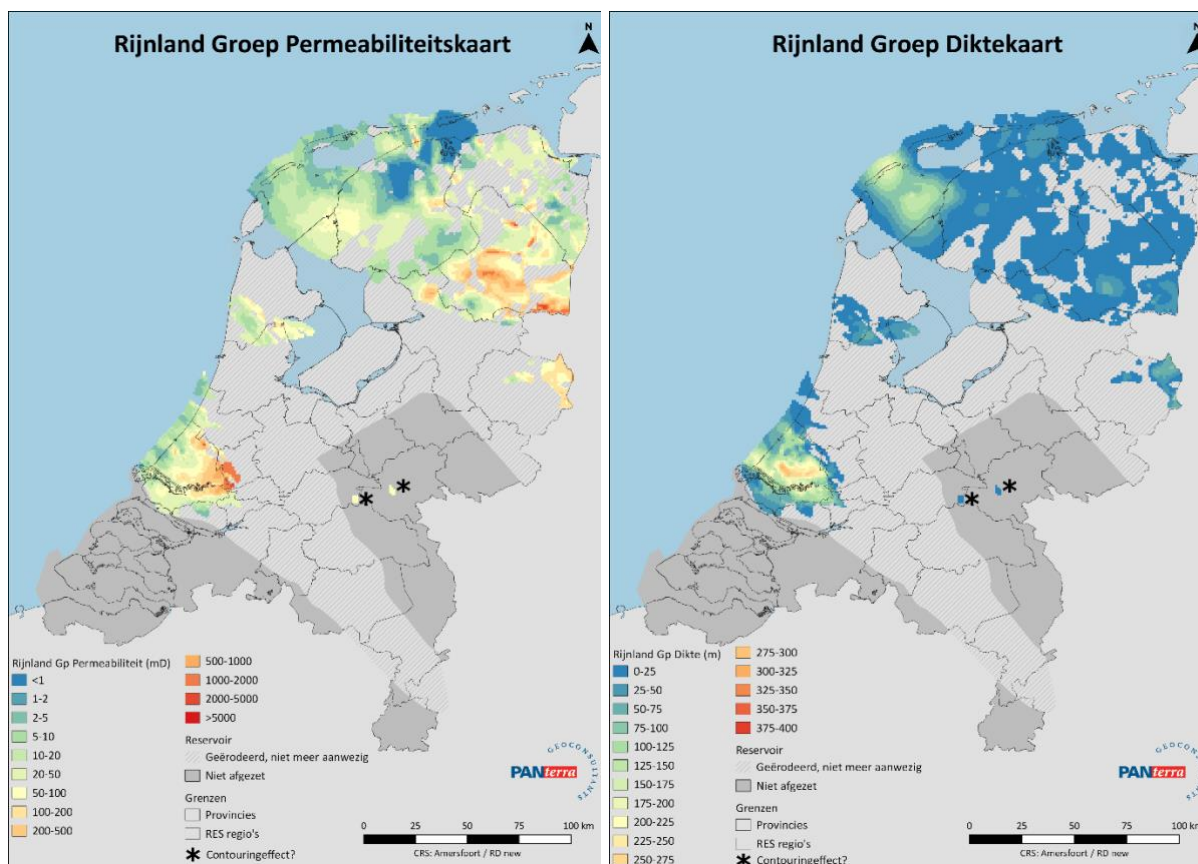 Rijnland Groep Permeabiliteitskaart
N
Rijnland Gp Permeabiliteit (mD)
<1
1-2
2-5
5-10
10-20
20-50
50-100
100-200
200-500
500-1000
1000-2000
2000-5000
>5000
Reservoir
Geërodeerd, niet meer aanwezig
Niet afgezet
Grenzen
Provincies
RES regio's
Contouringeffect?
PANterra
GEOCONSULTANTS
0 25 50 75 100 km
CRS: Amersfoort / RD new
Rijnland Groep Diktekaart
N
Rijnland Gp Dikte (m)
0-25
25-50
50-75
75-100
100-125
125-150
150-175
175-200
200-225
225-250
250-275
275-300
300-325
325-350
350-375
375-400
Reservoir
Geërodeerd, niet meer aanwezig
Niet afgezet
Grenzen
Provincies
RES regio's
Contouringeffect?
PANterra
GEOCONSULTANTS
0 25 50 75 100 km
CRS: Amersfoort / RD new